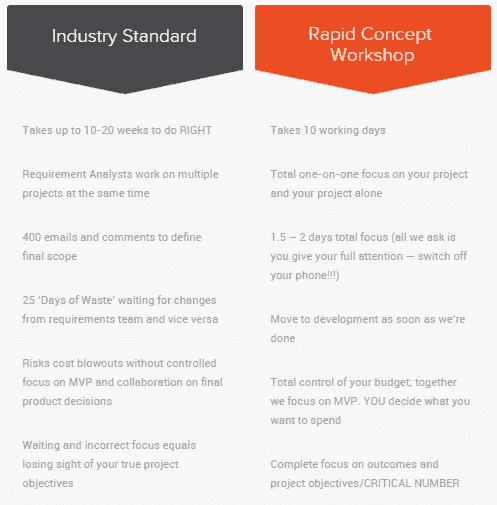 Industry Standard
Takes up to 10-20 weeks to do RIGHT
Requirement Analysts work on multiple
projects at the same time
400 emails and comments to define
final scope
25 ‘Days of Waste’ waiting for changes
from requirements team and vice versa
Risks cost blowouts without controlled
focus on MVP and collaboration on final
product decisions
Waiting and incorrect focus equals
losing sight of your true project
objectives
Rapid Concept
Workshop
Takes 10 working days
Total one-on-one focus on your project
and your project alone
1.5 – 2 days total focus (all we ask is
you give your full attention — switch off
your phone!!!)
Move to development as soon as we're
done
Total control of your budget; together
we focus on MVP. YOU decide what you
want to spend
Complete focus on outcomes and
project objectives/CRITICAL NUMBER